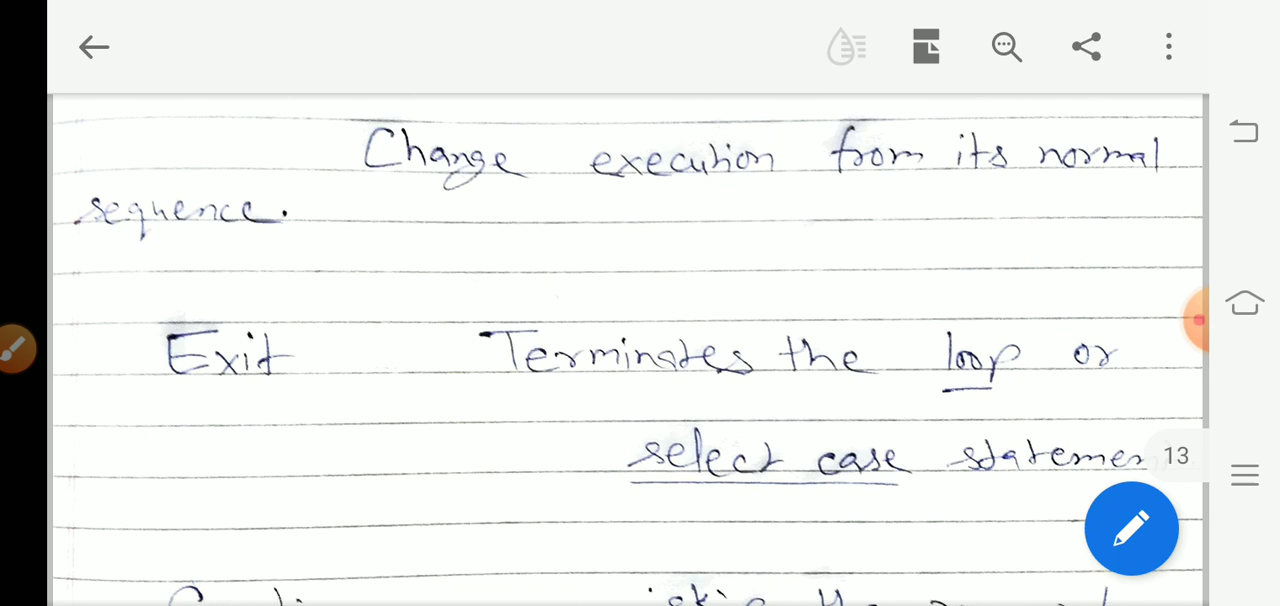 Change execution from its normal
sequence.
Exit Terminates the loop or
select case statemen
13